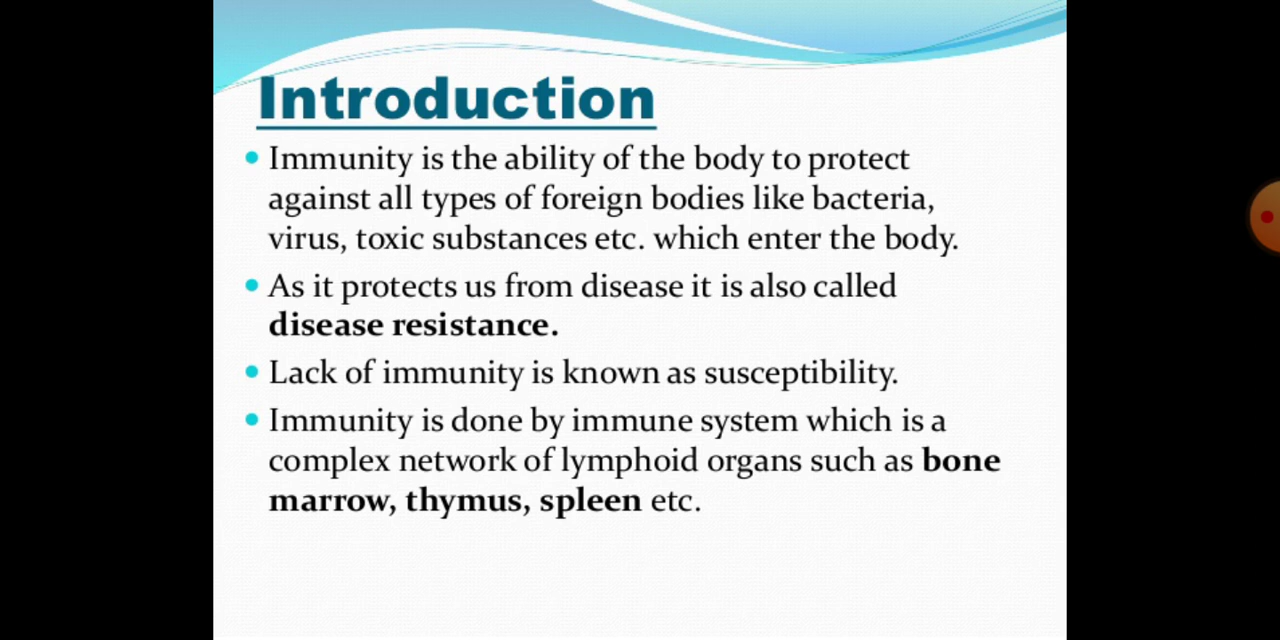 Introduction
Immunity is the ability of the body to protect
against all types of foreign bodies like bacteria,
virus, toxic substances etc. which enter the body.
As it protects us from disease it is also called
disease resistance.
Lack of immunity is known as susceptibility.
Immunity is done by immune system which is a
complex network of lymphoid organs such as bone
marrow, thymus, spleen etc.